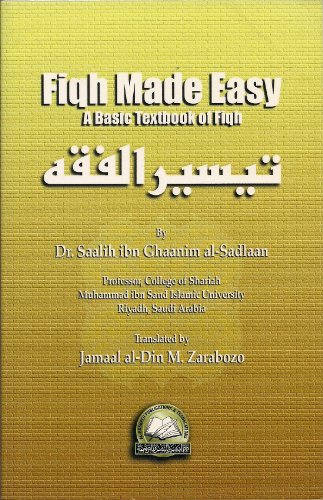 Fiqh Made Easy
A Basic Textbook of Fiqh
تيسير الفقه
By
Dr. Saalih ibn Ghaanim al-Sadlaan
Professor, College of Shariah
Muhammad ibn Saud Islamic University
Riyadh, Saudi Arabia
Translated by
Jamaal al-Din M. Zarabozo